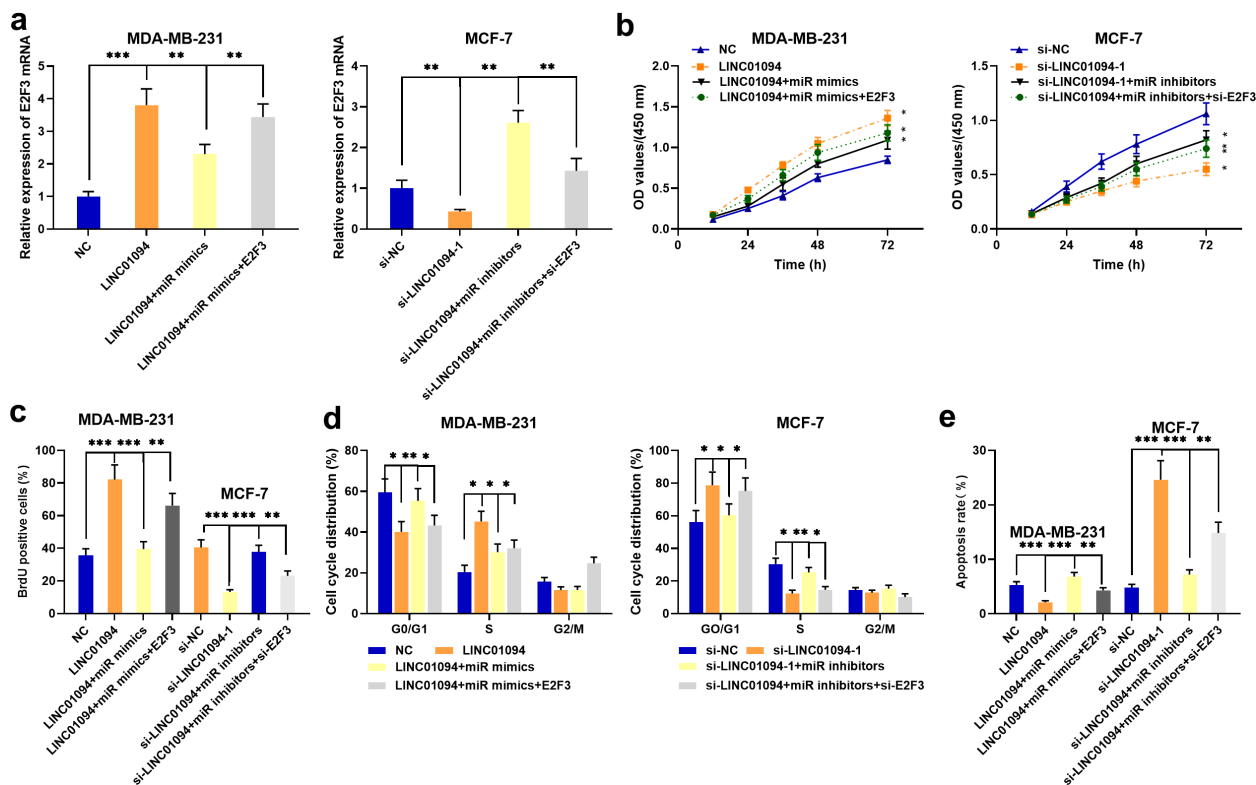 a
MDA-MB-231
Relative expression of E2F3 mRNA
5
4
3
2
1
0
***
**
**
NC
LINC01094
LINC01094+miR mimics
LINC01094+miR mimics+E2F3
MCF-7
Relative expression of E2F3 mRNA
4
3
2
1
0
**
**
**
si-NC
si-LINC01094-1
si-LINC01094+miR inhibitors
si-LINC01094+miR inhibitors+si-E2F3
b
MDA-MB-231
NC
LINC01094
LINC01094+miR mimics
LINC01094+miR mimics+E2F3
OD values/(450 nm)
2.0
1.5
1.0
0.5
0.0
0
24
48
72
Time (h)
*
*
*
MCF-7
si-NC
si-LINC01094-1
si-LINC01094-1+miR inhibitors
si-LINC01094+miR inhibitors+si-E2F3
OD values/(450 nm)
1.5
1.0
0.5
0.0
0
24
48
72
Time (h)
*
**
*
c
MDA-MB-231
BrdU positive cells (%)
100
80
60
40
20
0
*** *** **
MCF-7
*** *** **
NC
LINC01094
LINC01094+miR mimics
LINC01094+miR mimics+E2F3
si-NC
si-LINC01094-1
si-LINC01094+miR inhibitors
si-LINC01094+miR inhibitors+si-E2F3
d
MDA-MB-231
Cell cycle distribution (%)
80
60
40
20
0
* ** *
* * *
G0/G1
S
G2/M
NC
LINC01094
LINC01094+miR mimics
LINC01094+miR mimics+E2F3
MCF-7
Cell cycle distribution (%)
100
80
60
40
20
0
* * *
* ** *
GO/G1
S
G2/M
si-NC
si-LINC01094-1
si-LINC01094-1+miR inhibitors
si-LINC01094+miR inhibitors+si-E2F3
e
MCF-7
Apoptosis rate(%)
30
20
10
0
*** *** **
MDA-MB-231
*** *** **
NC
LINC01094
LINC01094+miR mimics
LINC01094+miR mimics+E2F3
si-NC
si-LINC01094-1
si-LINC01094+miR inhibitors
si-LINC01094+miR inhibitors+si-E2F3